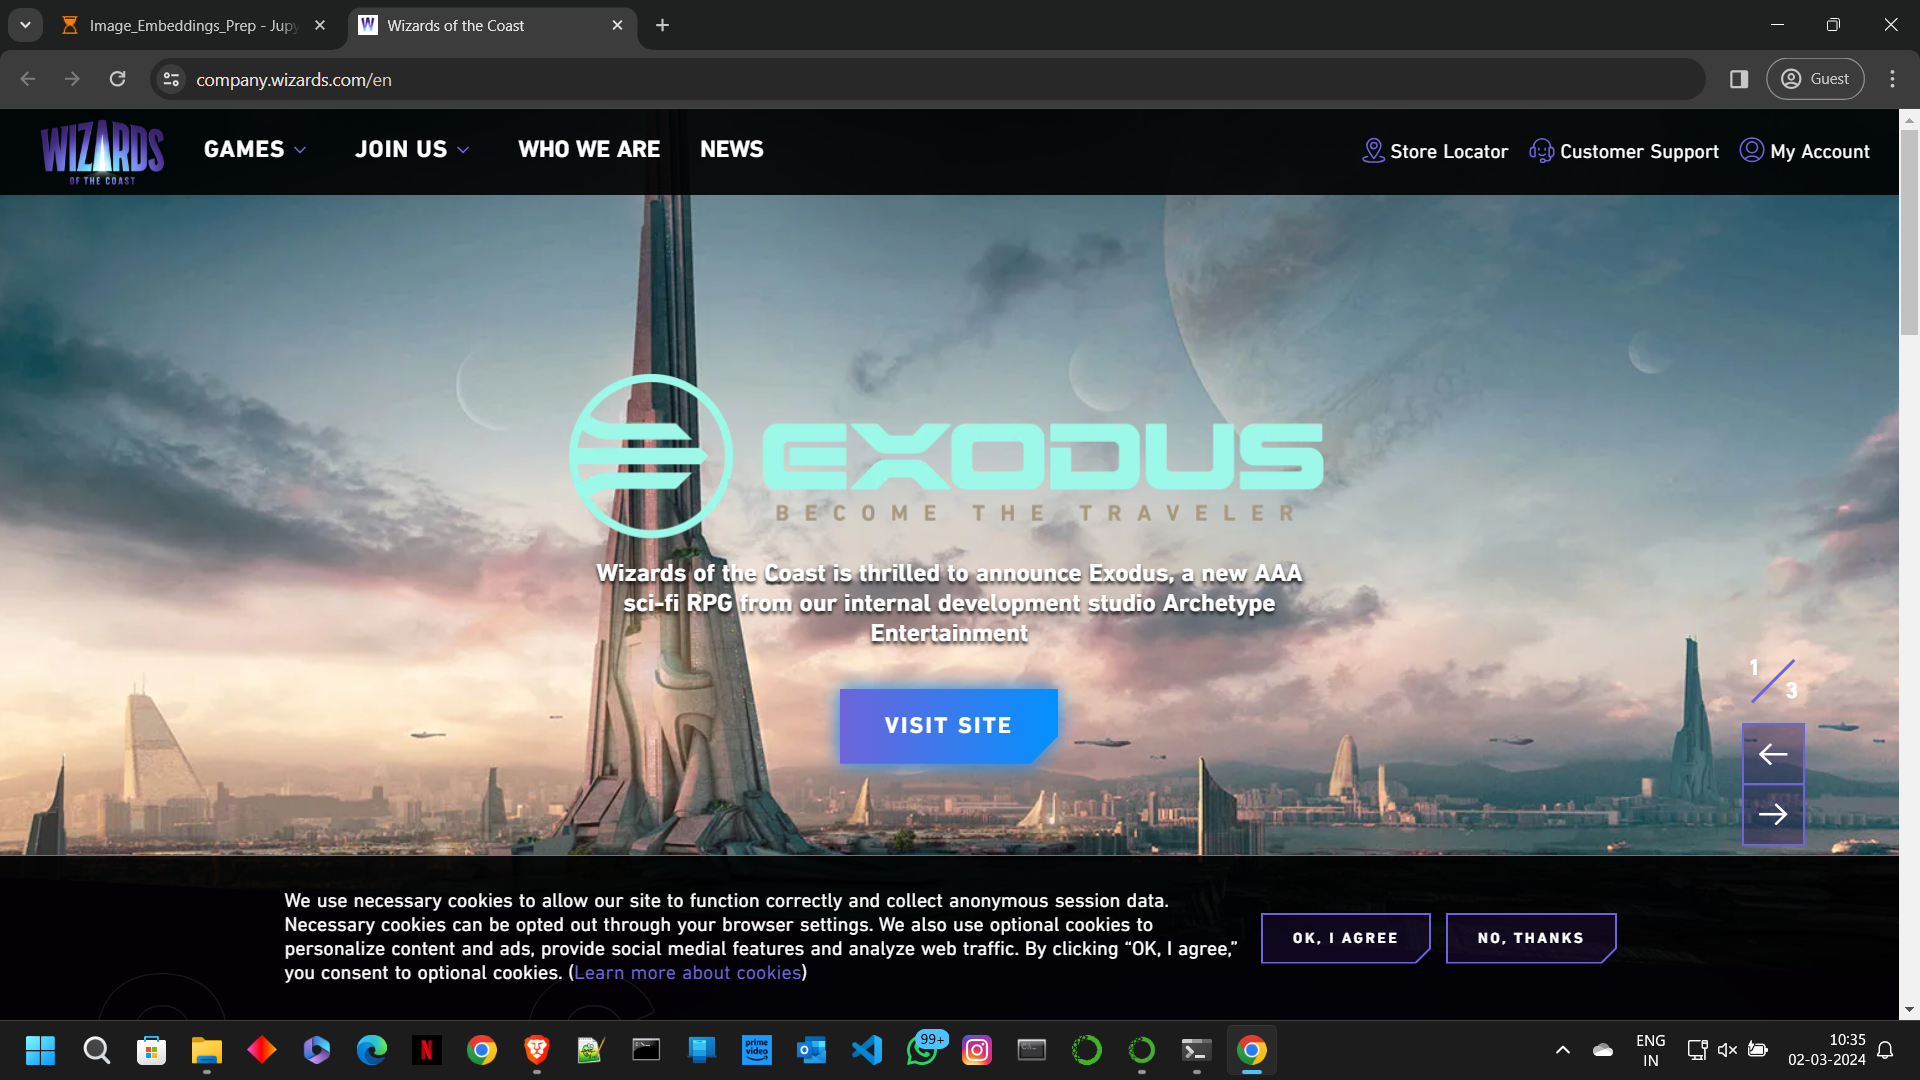 Image_Embeddings_Prep - Jupy
Wizards of the Coast
company.wizards.com/en
Guest
WIZARDS
OF THE COAST
GAMES
JOIN US
WHO WE ARE
NEWS
Store Locator
Customer Support
My Account
EXODUS
BECOME THE TRAVELER
Wizards of the Coast is thrilled to announce Exodus, a new AAA
sci-fi RPG from our internal development studio Archetype
Entertainment
VISIT SITE
1
3
We use necessary cookies to allow our site to function correctly and collect anonymous session data.
Necessary cookies can be opted out through your browser settings. We also use optional cookies to
personalize content and ads, provide social medial features and analyze web traffic. By clicking “OK, I agree,”
you consent to optional cookies. (Learn more about cookies)
OK, I AGREE
NO, THANKS
prime
video
99+
ENG
IN
10:35
02-03-2024